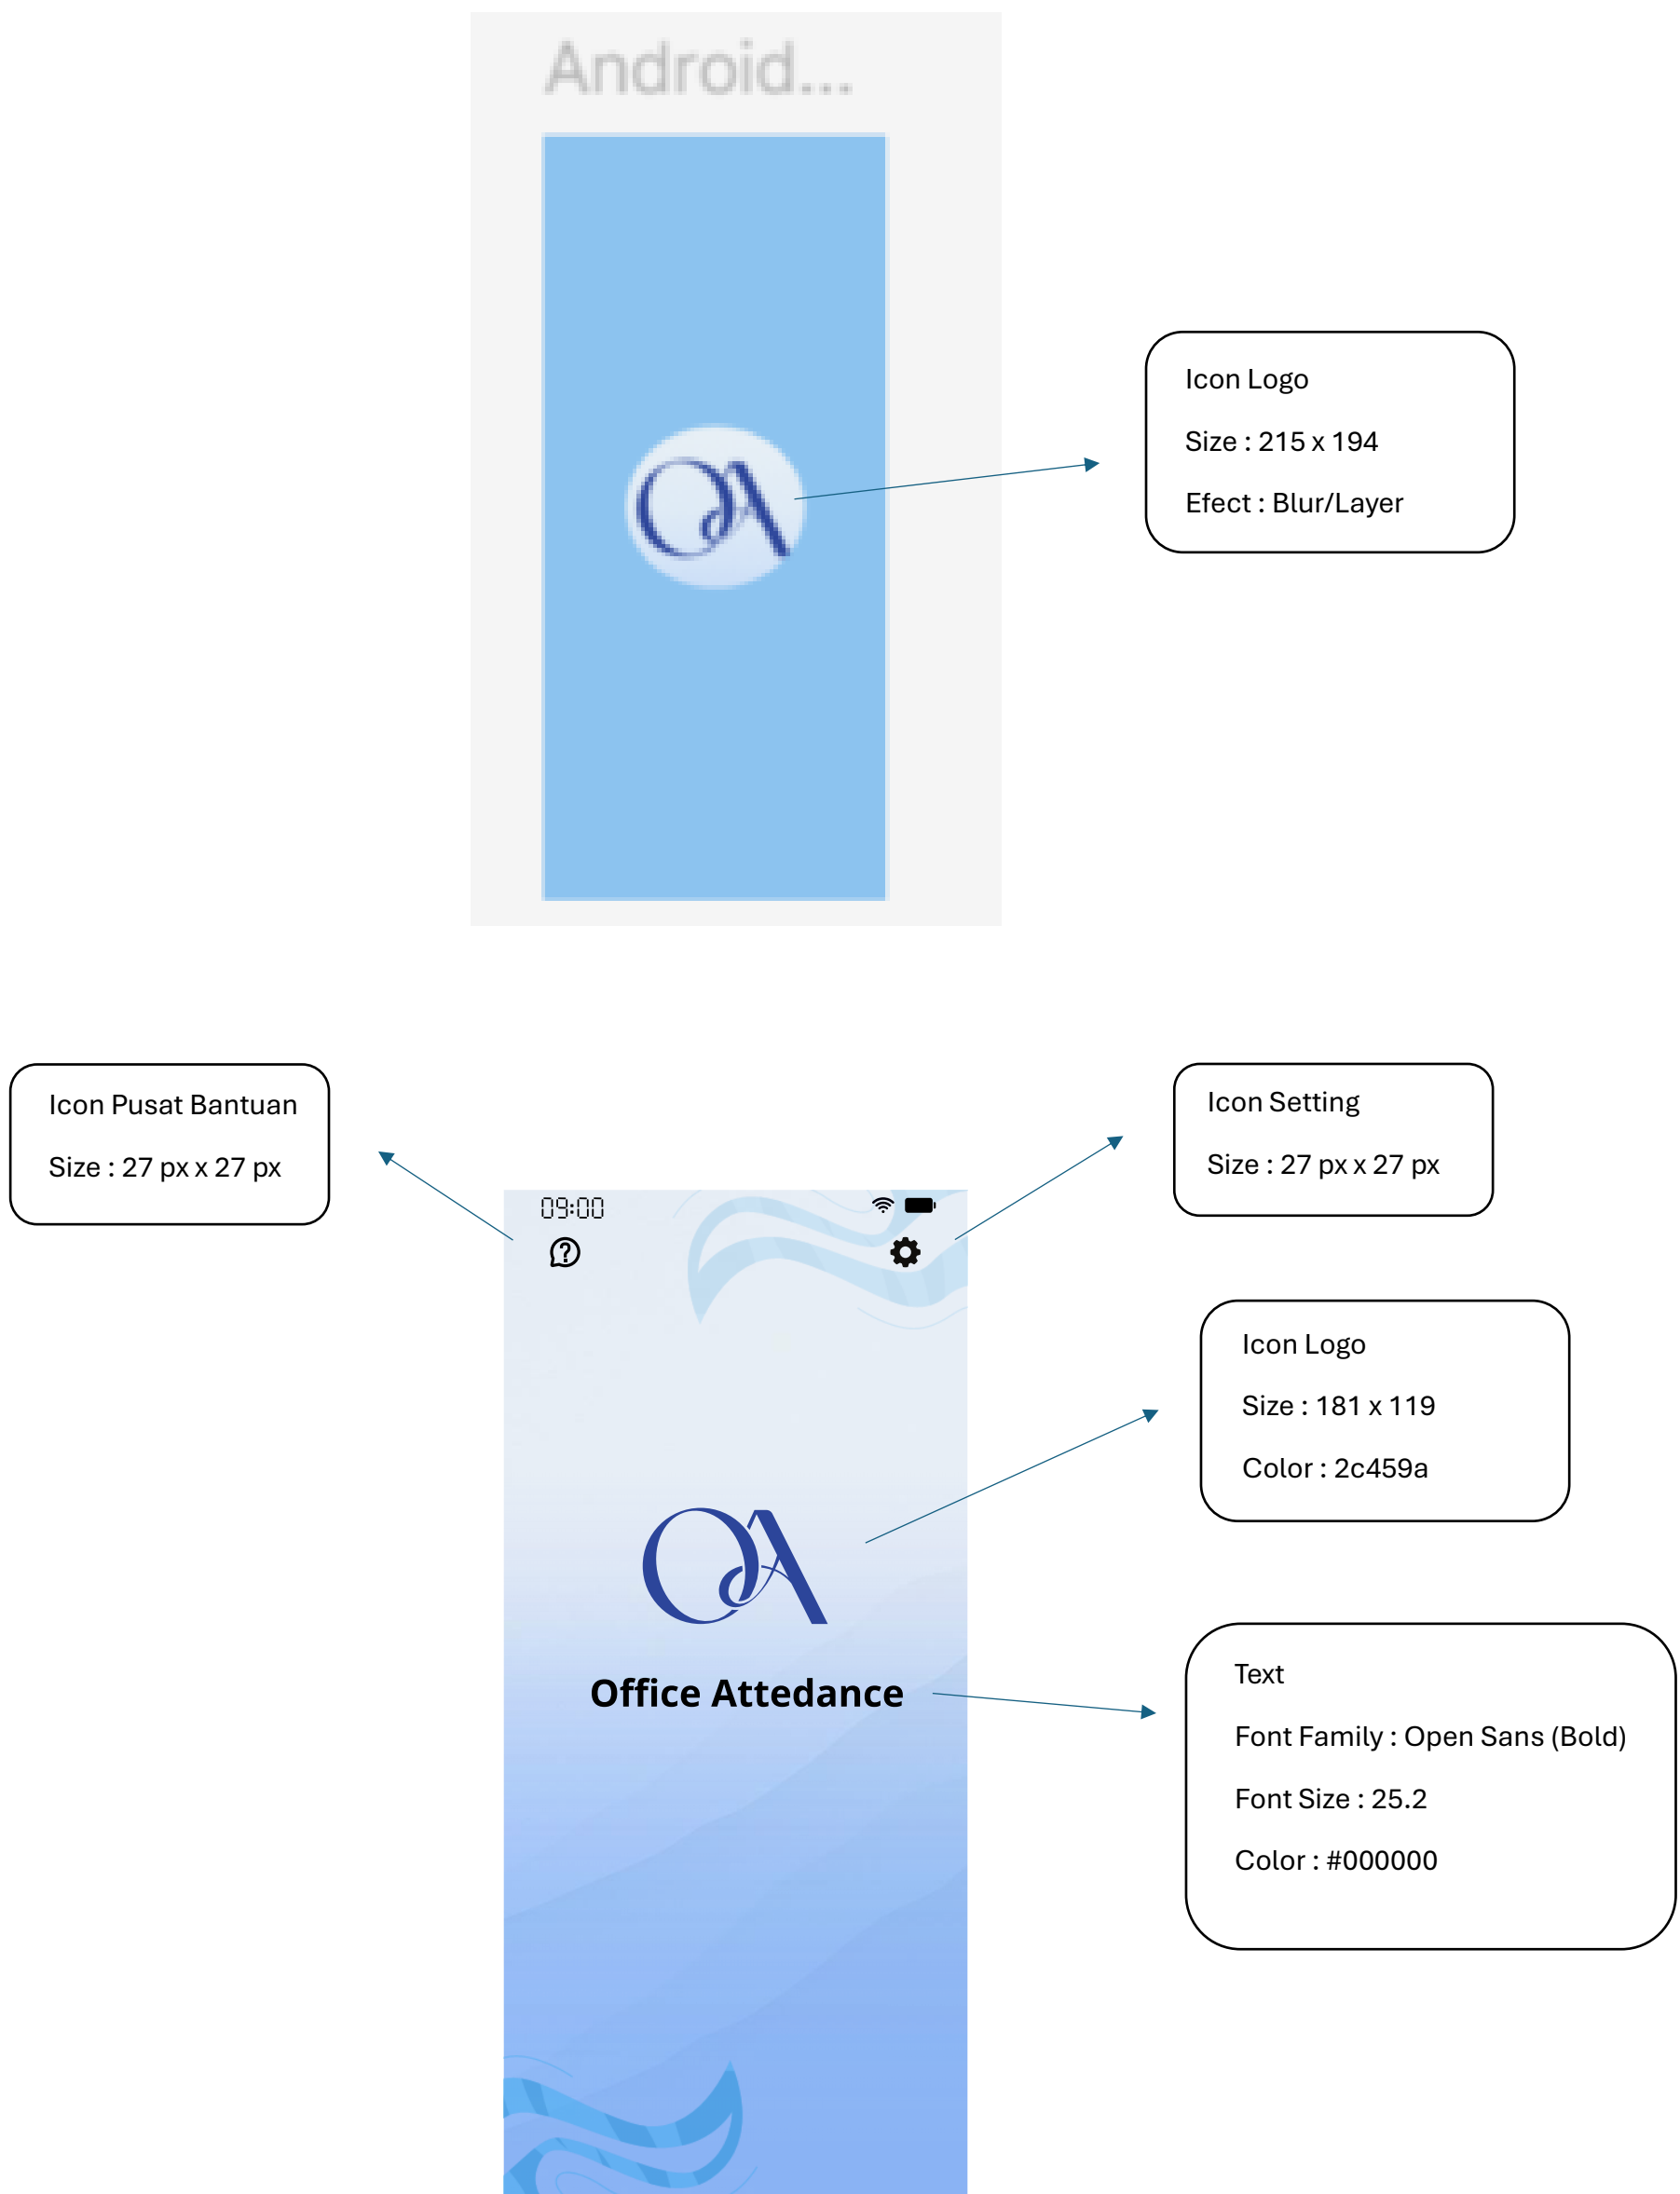 Android...
Icon Logo
Size : 215 x 194
Efect : Blur/Layer
Icon Pusat Bantuan
Size : 27 px x 27 px
Icon Setting
Size : 27 px x 27 px
09:00
Icon Logo
Size : 181 x 119
Color : 2c459a
OA
Office Attedance
Text
Font Family : Open Sans (Bold)
Font Size : 25.2
Color : #000000